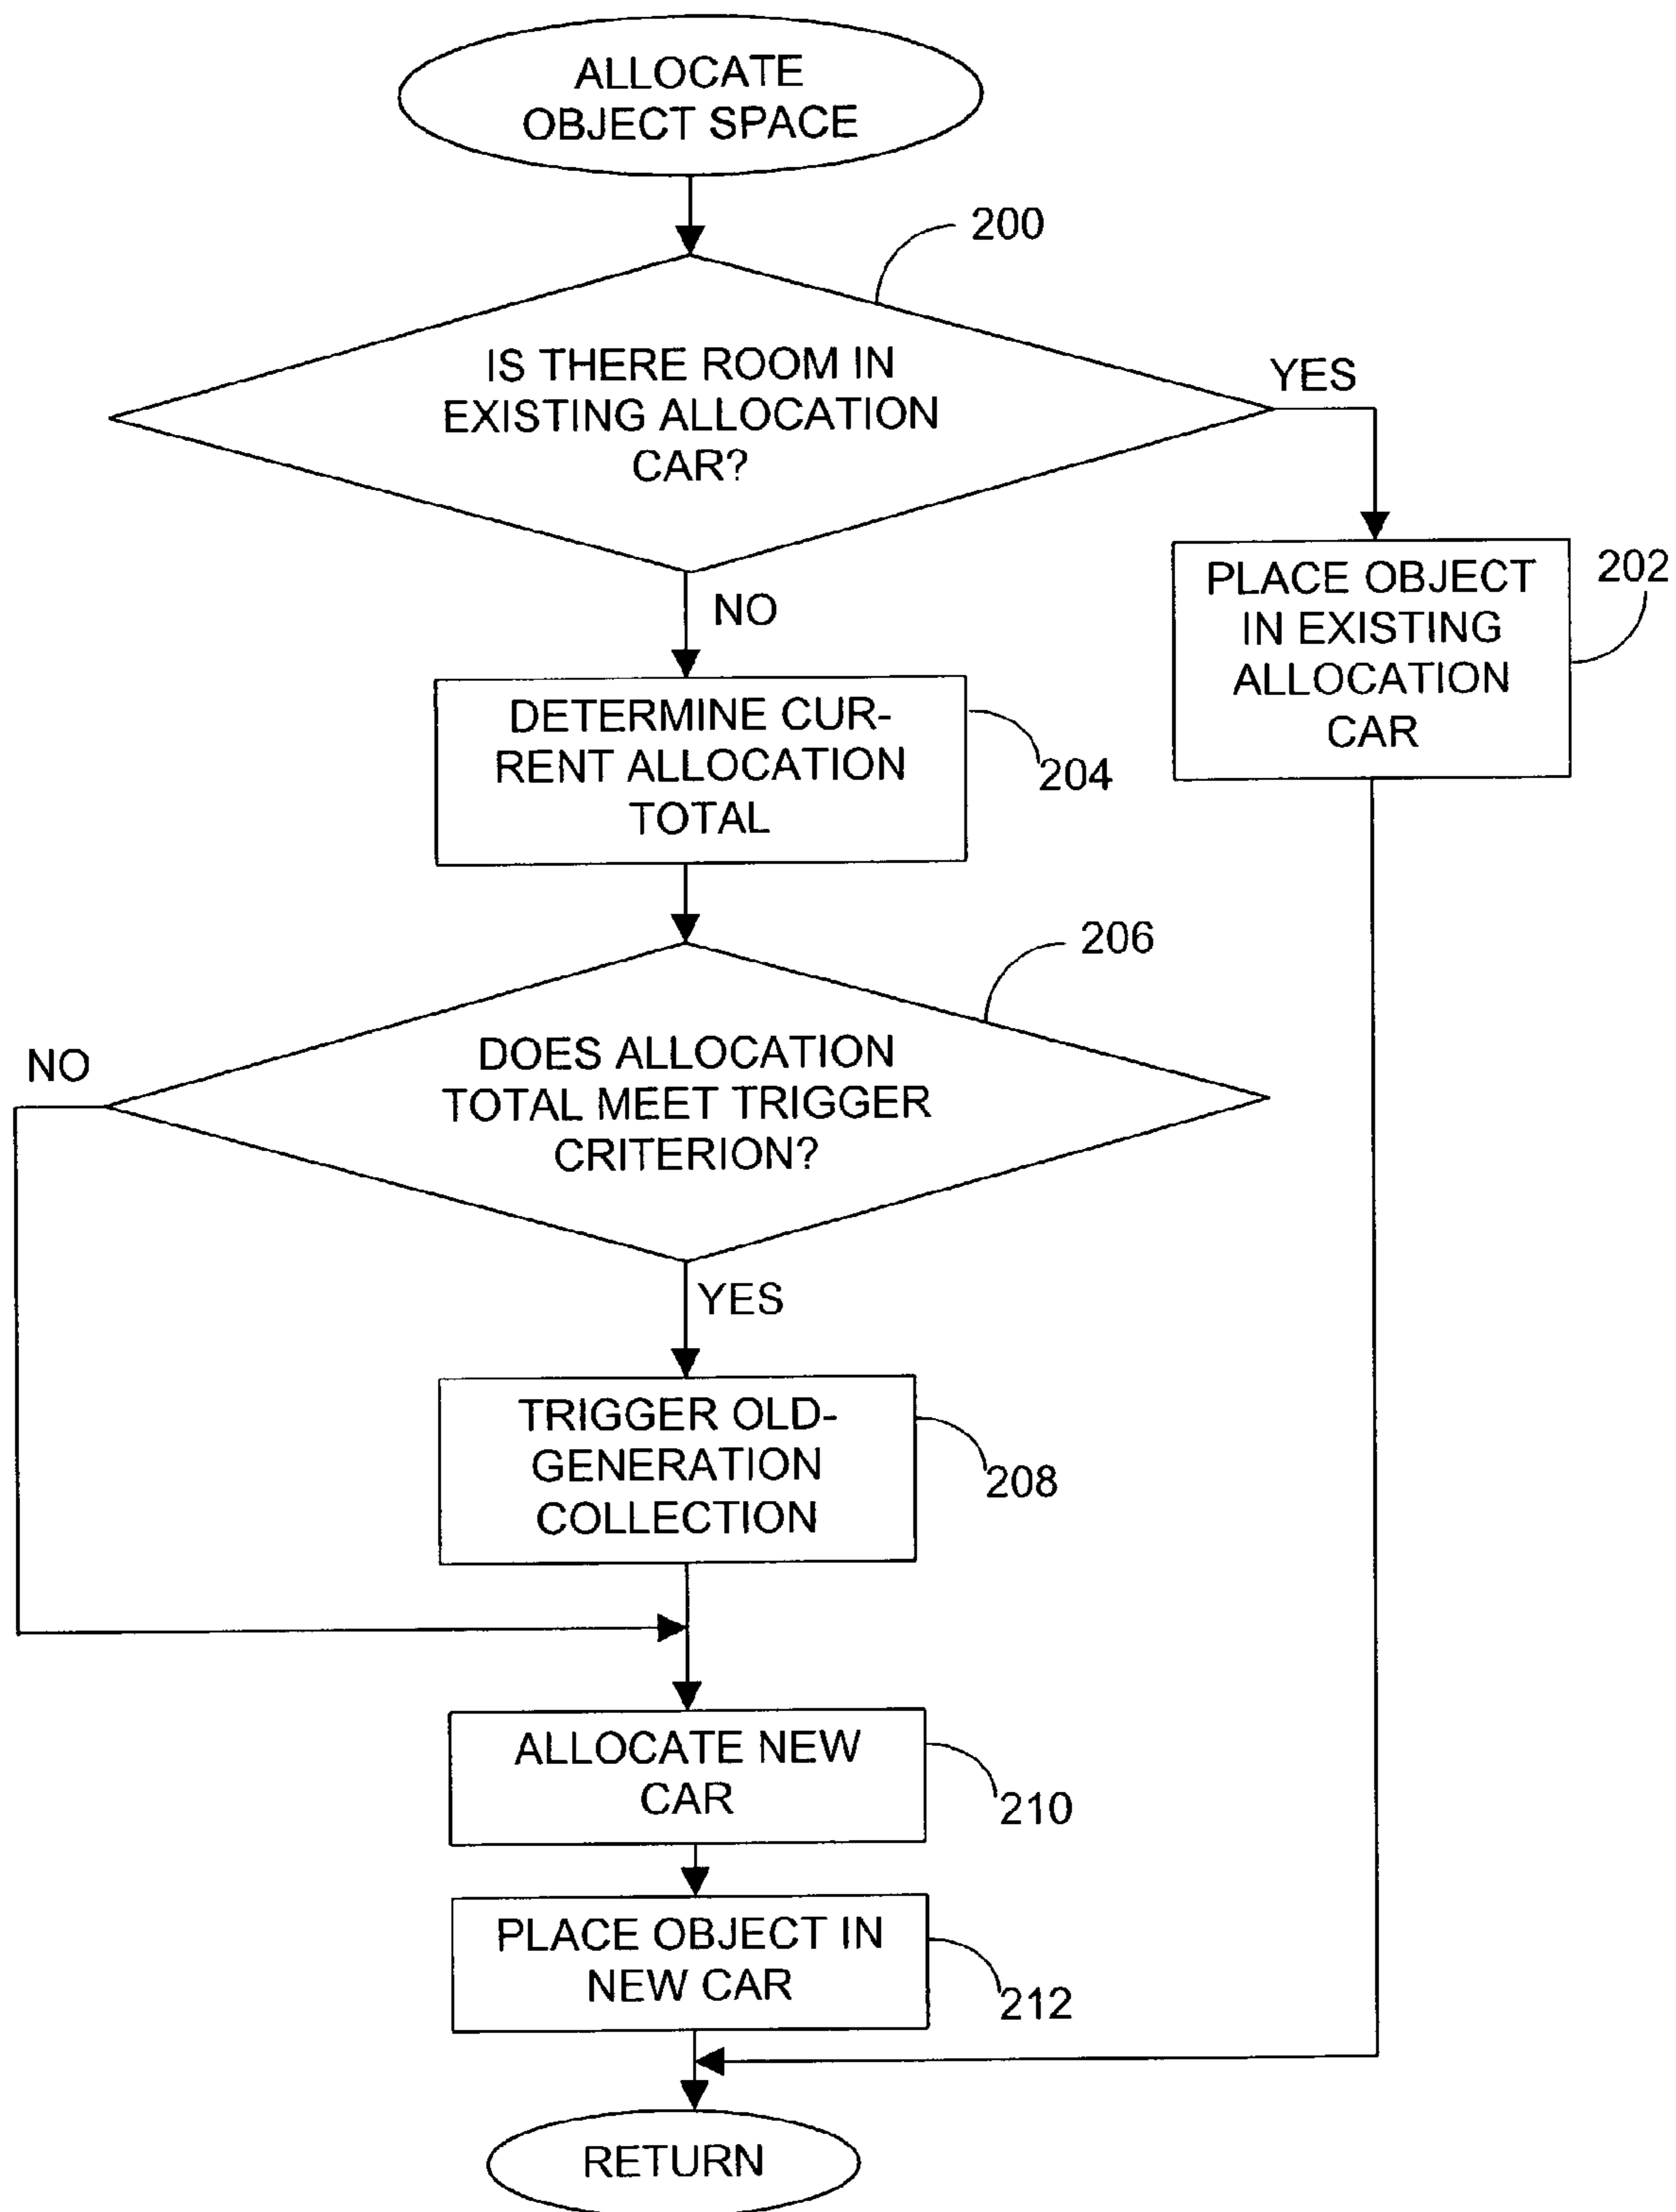 ALLOCATE
OBJECT SPACE
200
IS THERE ROOM IN
EXISTING ALLOCATION
CAR?
YES
NO
PLACE OBJECT
IN EXISTING
ALLOCATION
CAR
202
DETERMINE CUR-
RENT ALLOCATION
TOTAL
204
206
DOES ALLOCATION
TOTAL MEET TRIGGER
CRITERION?
NO
YES
TRIGGER OLD-
GENERATION
COLLECTION
208
ALLOCATE NEW
CAR
210
PLACE OBJECT IN
NEW CAR
212
RETURN